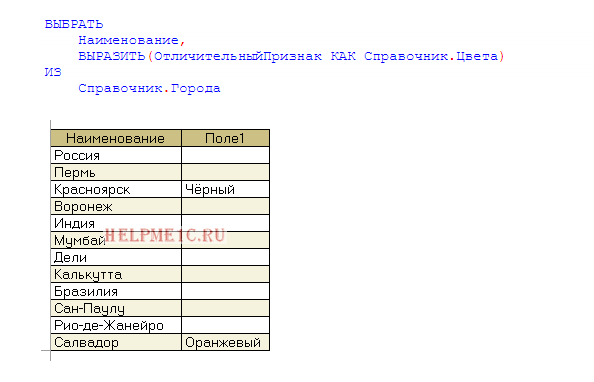 ВЫБРАТЬ
Наименование,
ВЫРАЗИТЬ(ОтличительныйПризнак КАК Справочник.Цвета)
ИЗ
Справочник.Города
Наименование Поле1
Россия
Пермь
Красноярск Чёрный
Воронеж
Индия
Мумбай
HELPME1C.RU
Дели
Калькутта
Бразилия
Сан-Паулу
Рио-де-Жанейро
Салвадор Оранжевый